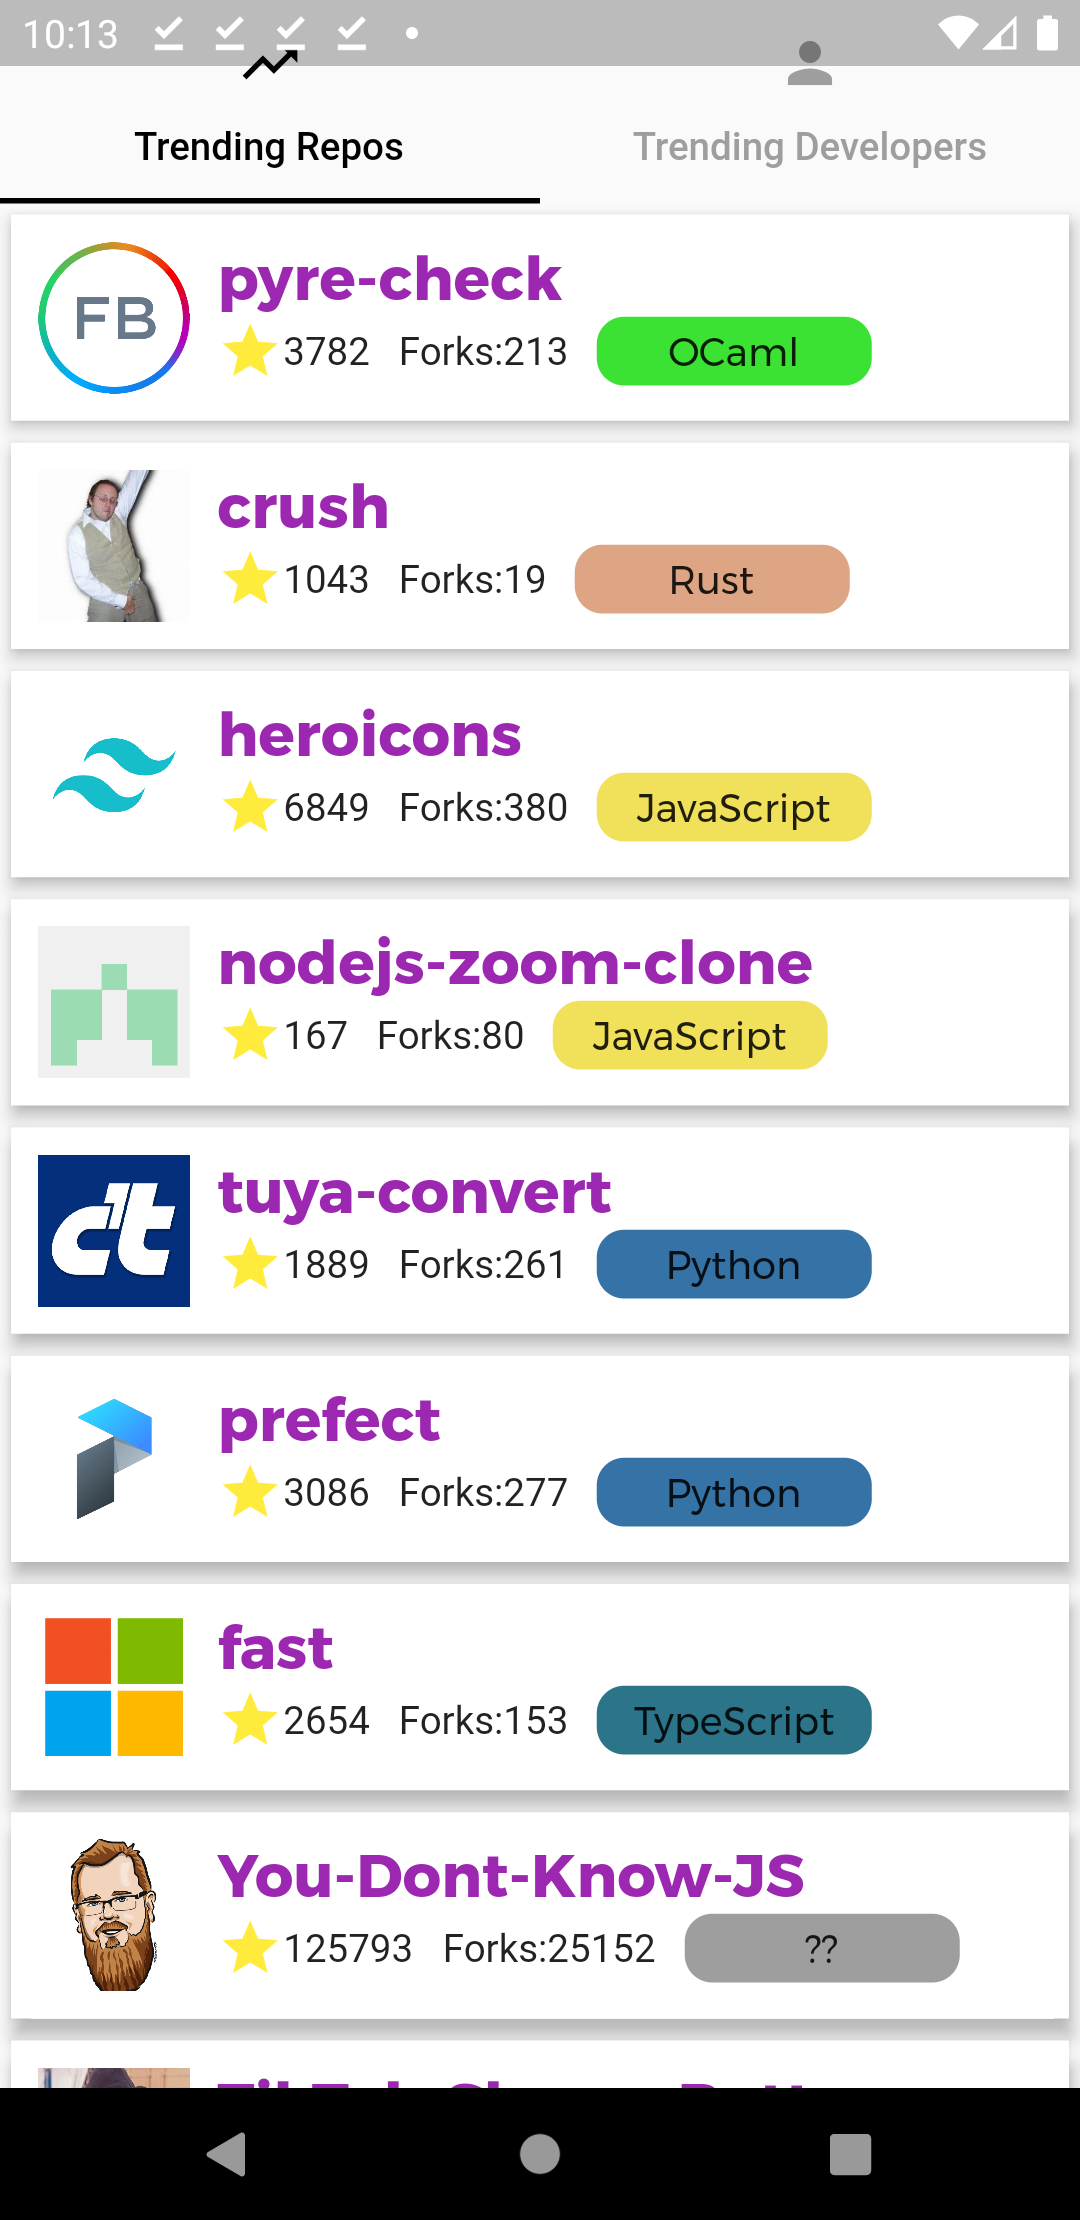 10:13
Trending Repos
Trending Developers
FB
pyre-check
3782 Forks:213 OCaml
crush
1043 Forks:19 Rust
heroicons
6849 Forks:380 JavaScript
nodejs-zoom-clone
167 Forks:80 JavaScript
c't
tuya-convert
1889 Forks:261 Python
prefect
3086 Forks:277 Python
fast
2654 Forks:153 TypeScript
You-Dont-Know-JS
125793 Forks:25152 ??